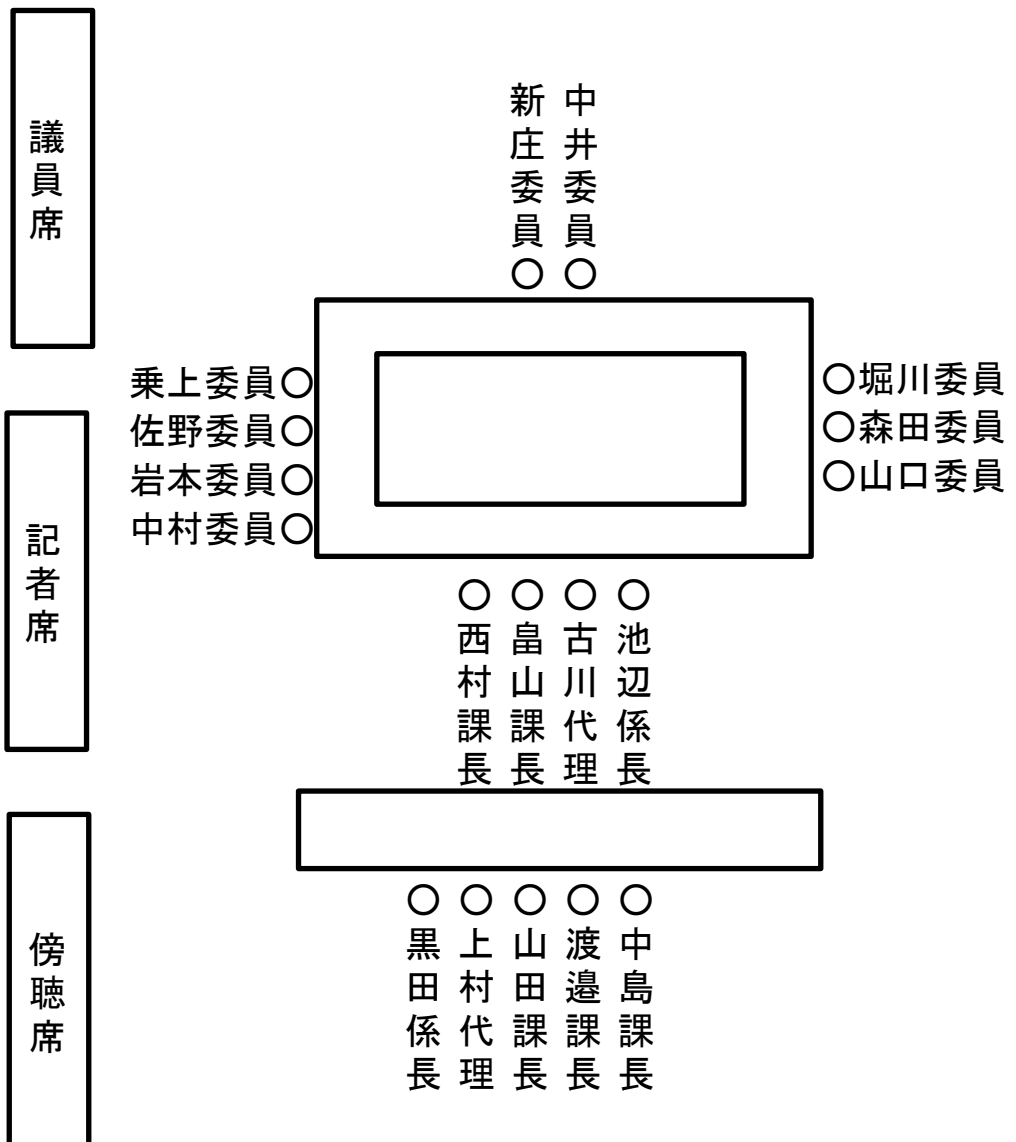 議員席
新庄委員○
中井委員○
乗上委員○
佐野委員○
岩本委員○
中村委員○
○堀川委員
○森田委員
○山口委員
記者席
○西村課長
○畠山課長
○古川代理
○池辺係長
傍聴席
○黒田係長
○上村代理
○山田課長
○渡邉課長
○中島課長